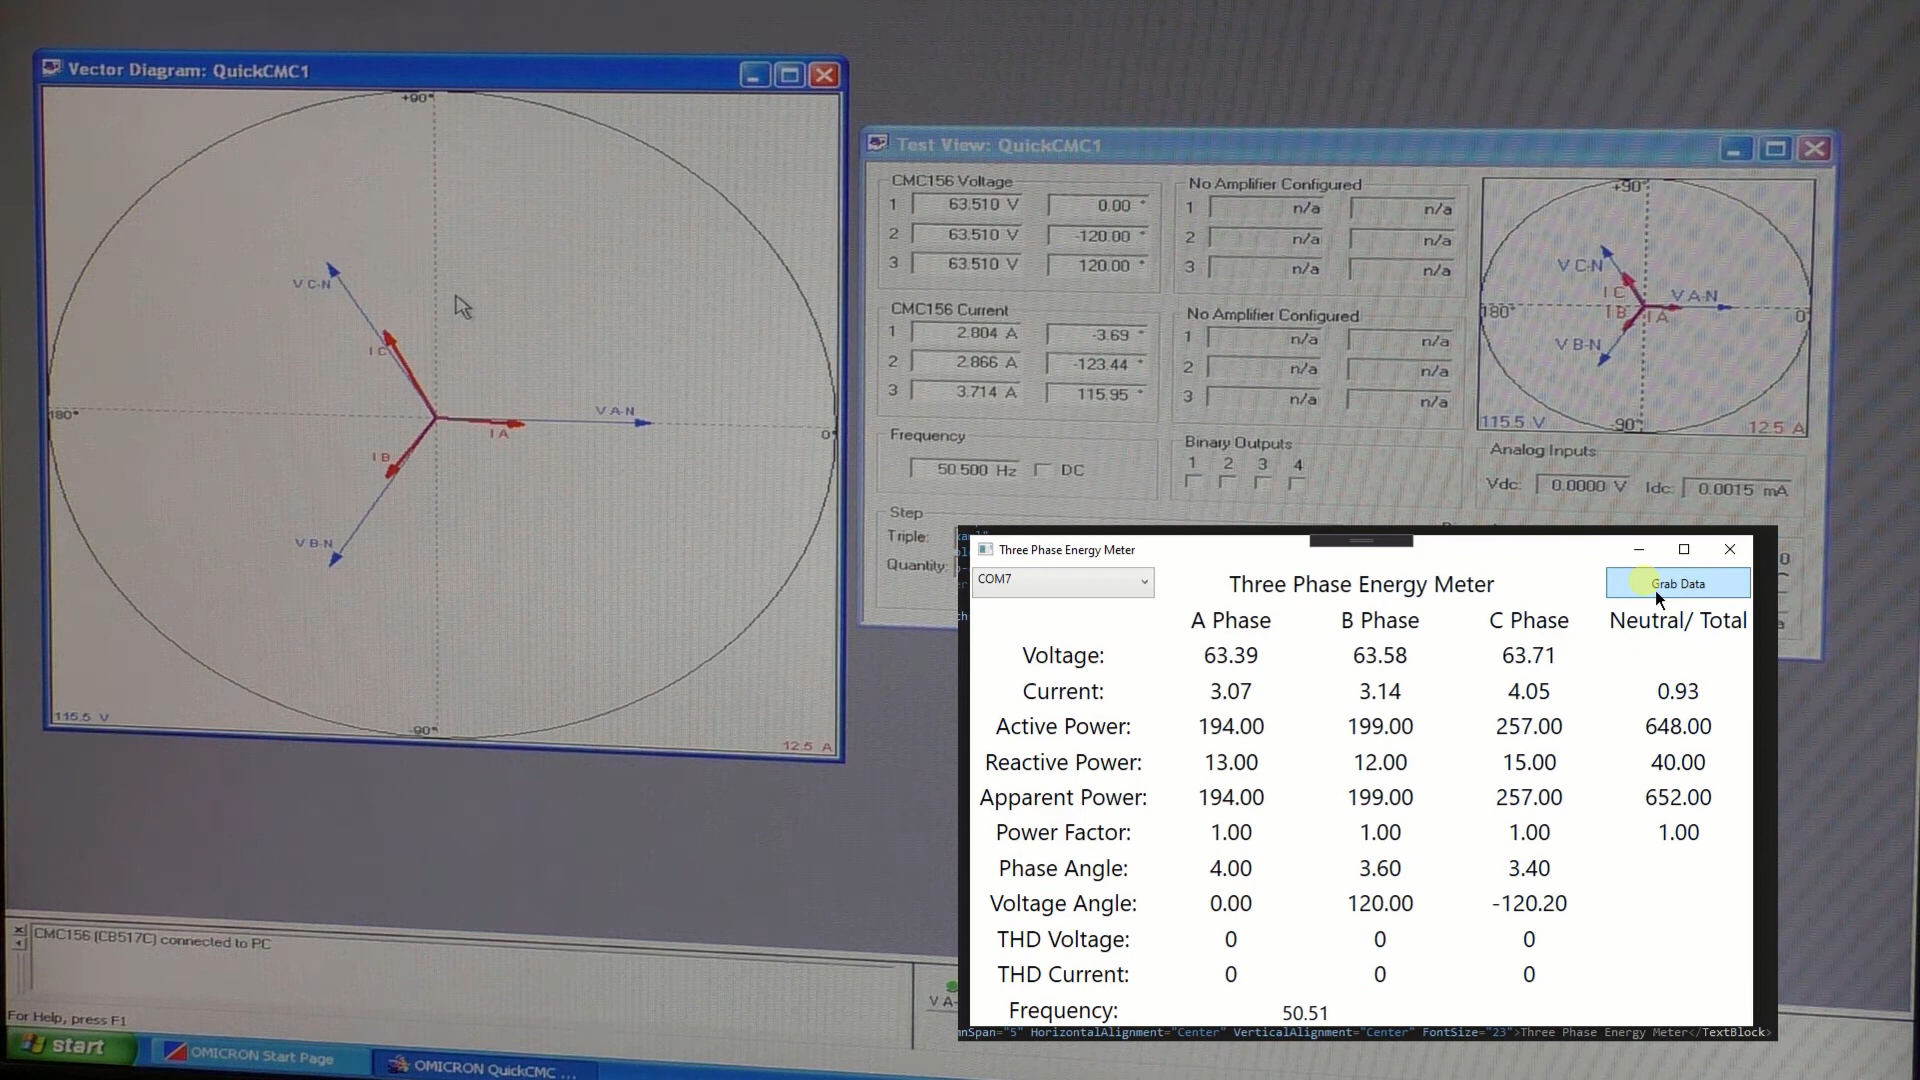 Vector Diagram: QuickCMC1
+90°
V C-N
I C
180°
V A-N
I A
0°
I B
V B-N
-90°
115.5 V
12.5 A
Test View: QuickCMC1
CMC156 Voltage
1 63.510 V 0.00 °
2 63.510 V -120.00 °
3 63.510 V 120.00 °
CMC156 Current
1 2.804 A -3.69 °
2 2.866 A -123.44 °
3 3.714 A 115.95 °
Frequency
50.500 Hz DC
Step
Triple:
Quantity:
No Amplifier Configured
1 n/a n/a
2 n/a n/a
3 n/a n/a
No Amplifier Configured
1 n/a n/a
2 n/a n/a
3 n/a n/a
Binary Outputs
1 2 3 4
+90°
V C-N
I C V A-N
180° I B I A 0°
V B-N
115.5 V -90° 12.5 A
Analog Inputs
Vdc: 0.0000 V Idc: 0.0015 mA
Three Phase Energy Meter
COM7
Three Phase Energy Meter
Grab Data
A Phase B Phase C Phase Neutral/ Total
Voltage: 63.39 63.58 63.71
Current: 3.07 3.14 4.05 0.93
Active Power: 194.00 199.00 257.00 648.00
Reactive Power: 13.00 12.00 15.00 40.00
Apparent Power: 194.00 199.00 257.00 652.00
Power Factor: 1.00 1.00 1.00 1.00
Phase Angle: 4.00 3.60 3.40
Voltage Angle: 0.00 120.00 -120.20
THD Voltage: 0 0 0
THD Current: 0 0 0
Frequency: 50.51
nSpan="5" HorizontalAlignment="Center" VerticalAlignment="Center" FontSize="23">Three Phase Energy Meter</TextBlock>
CMC156 (CB517C) connected to PC
V A-
For Help, press F1
start
OMICRON Start Page
OMICRON QuickCMC ...